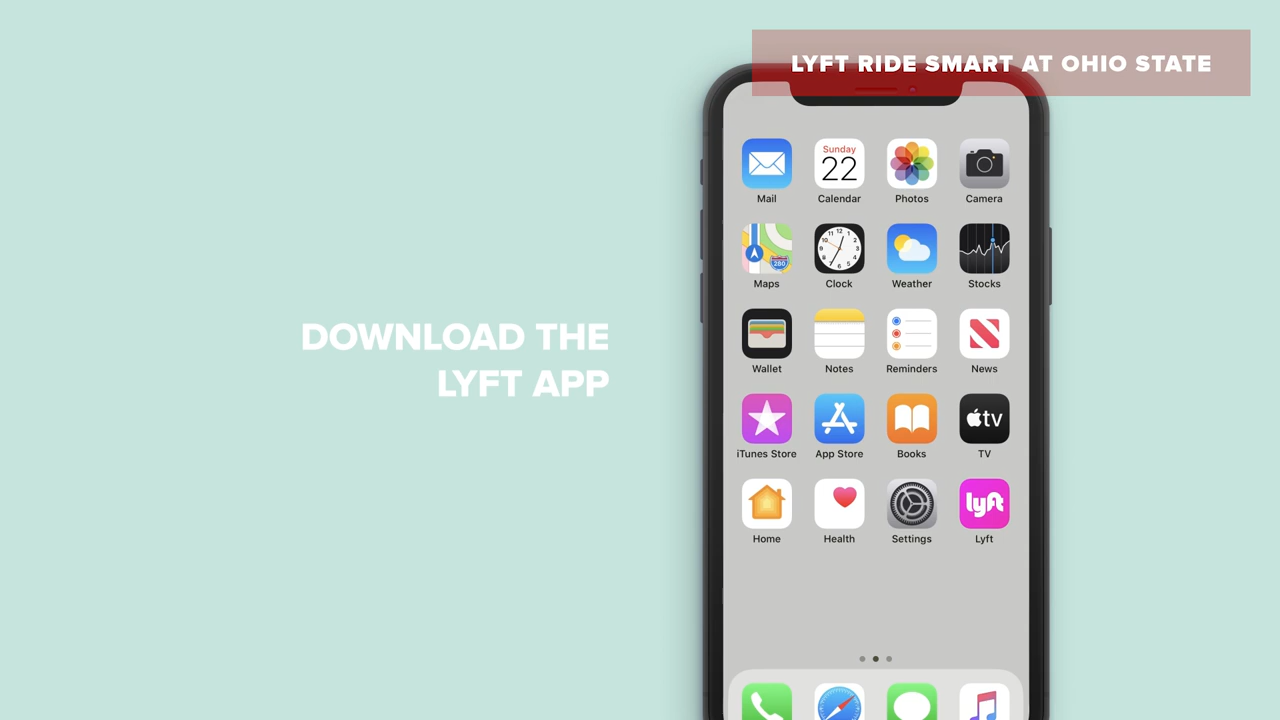 LYFT RIDE SMART AT OHIO STATE
DOWNLOAD THE
LYFT APP
Sunday
22
Mail
Calendar
Photos
Camera
280
Maps
Clock
Weather
Stocks
Wallet
Notes
Reminders
News
tv
iTunes Store
App Store
Books
TV
lyft
Home
Health
Settings
Lyft